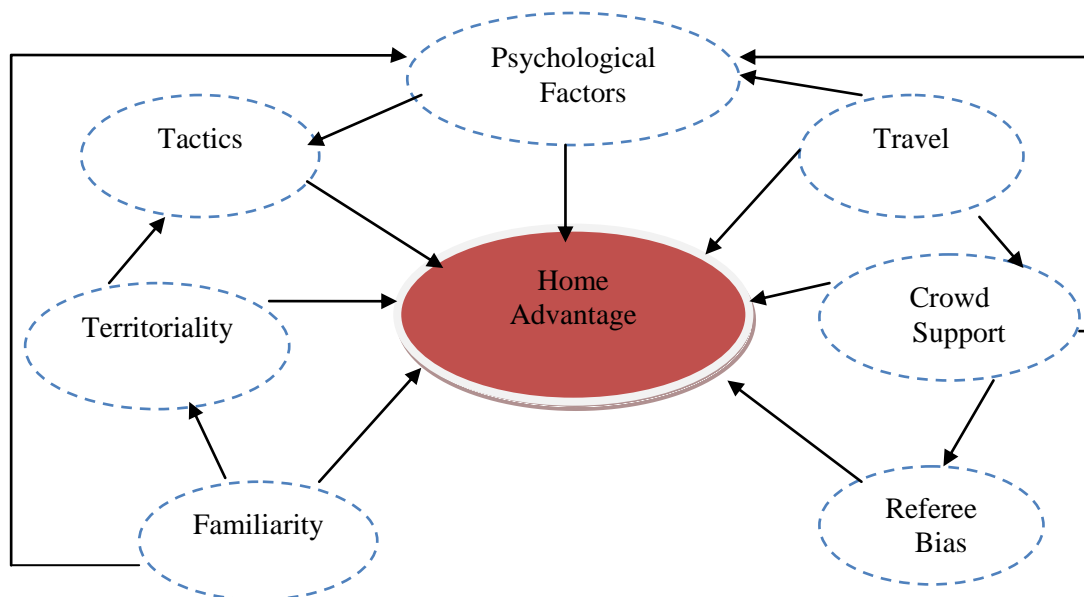 Psychological
Factors
Tactics
Travel
Home
Advantage
Territoriality
Crowd
Support
Familiarity
Referee
Bias